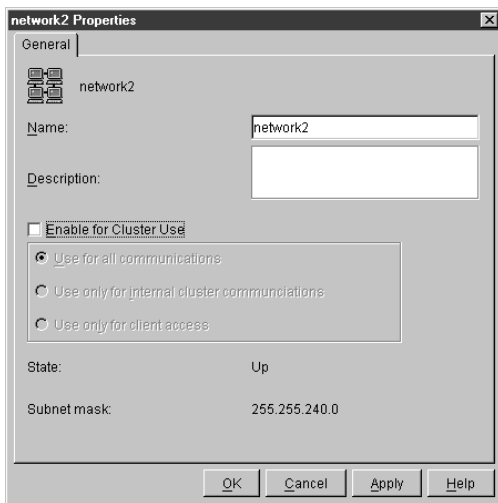 network2 Properties
General
network2
Name:
network2
Description:
Enable for Cluster Use
Use for all communications
Use only for internal cluster communciations
Use only for client access
State:
Up
Subnet mask:
255.255.240.0
OK
Cancel
Apply
Help